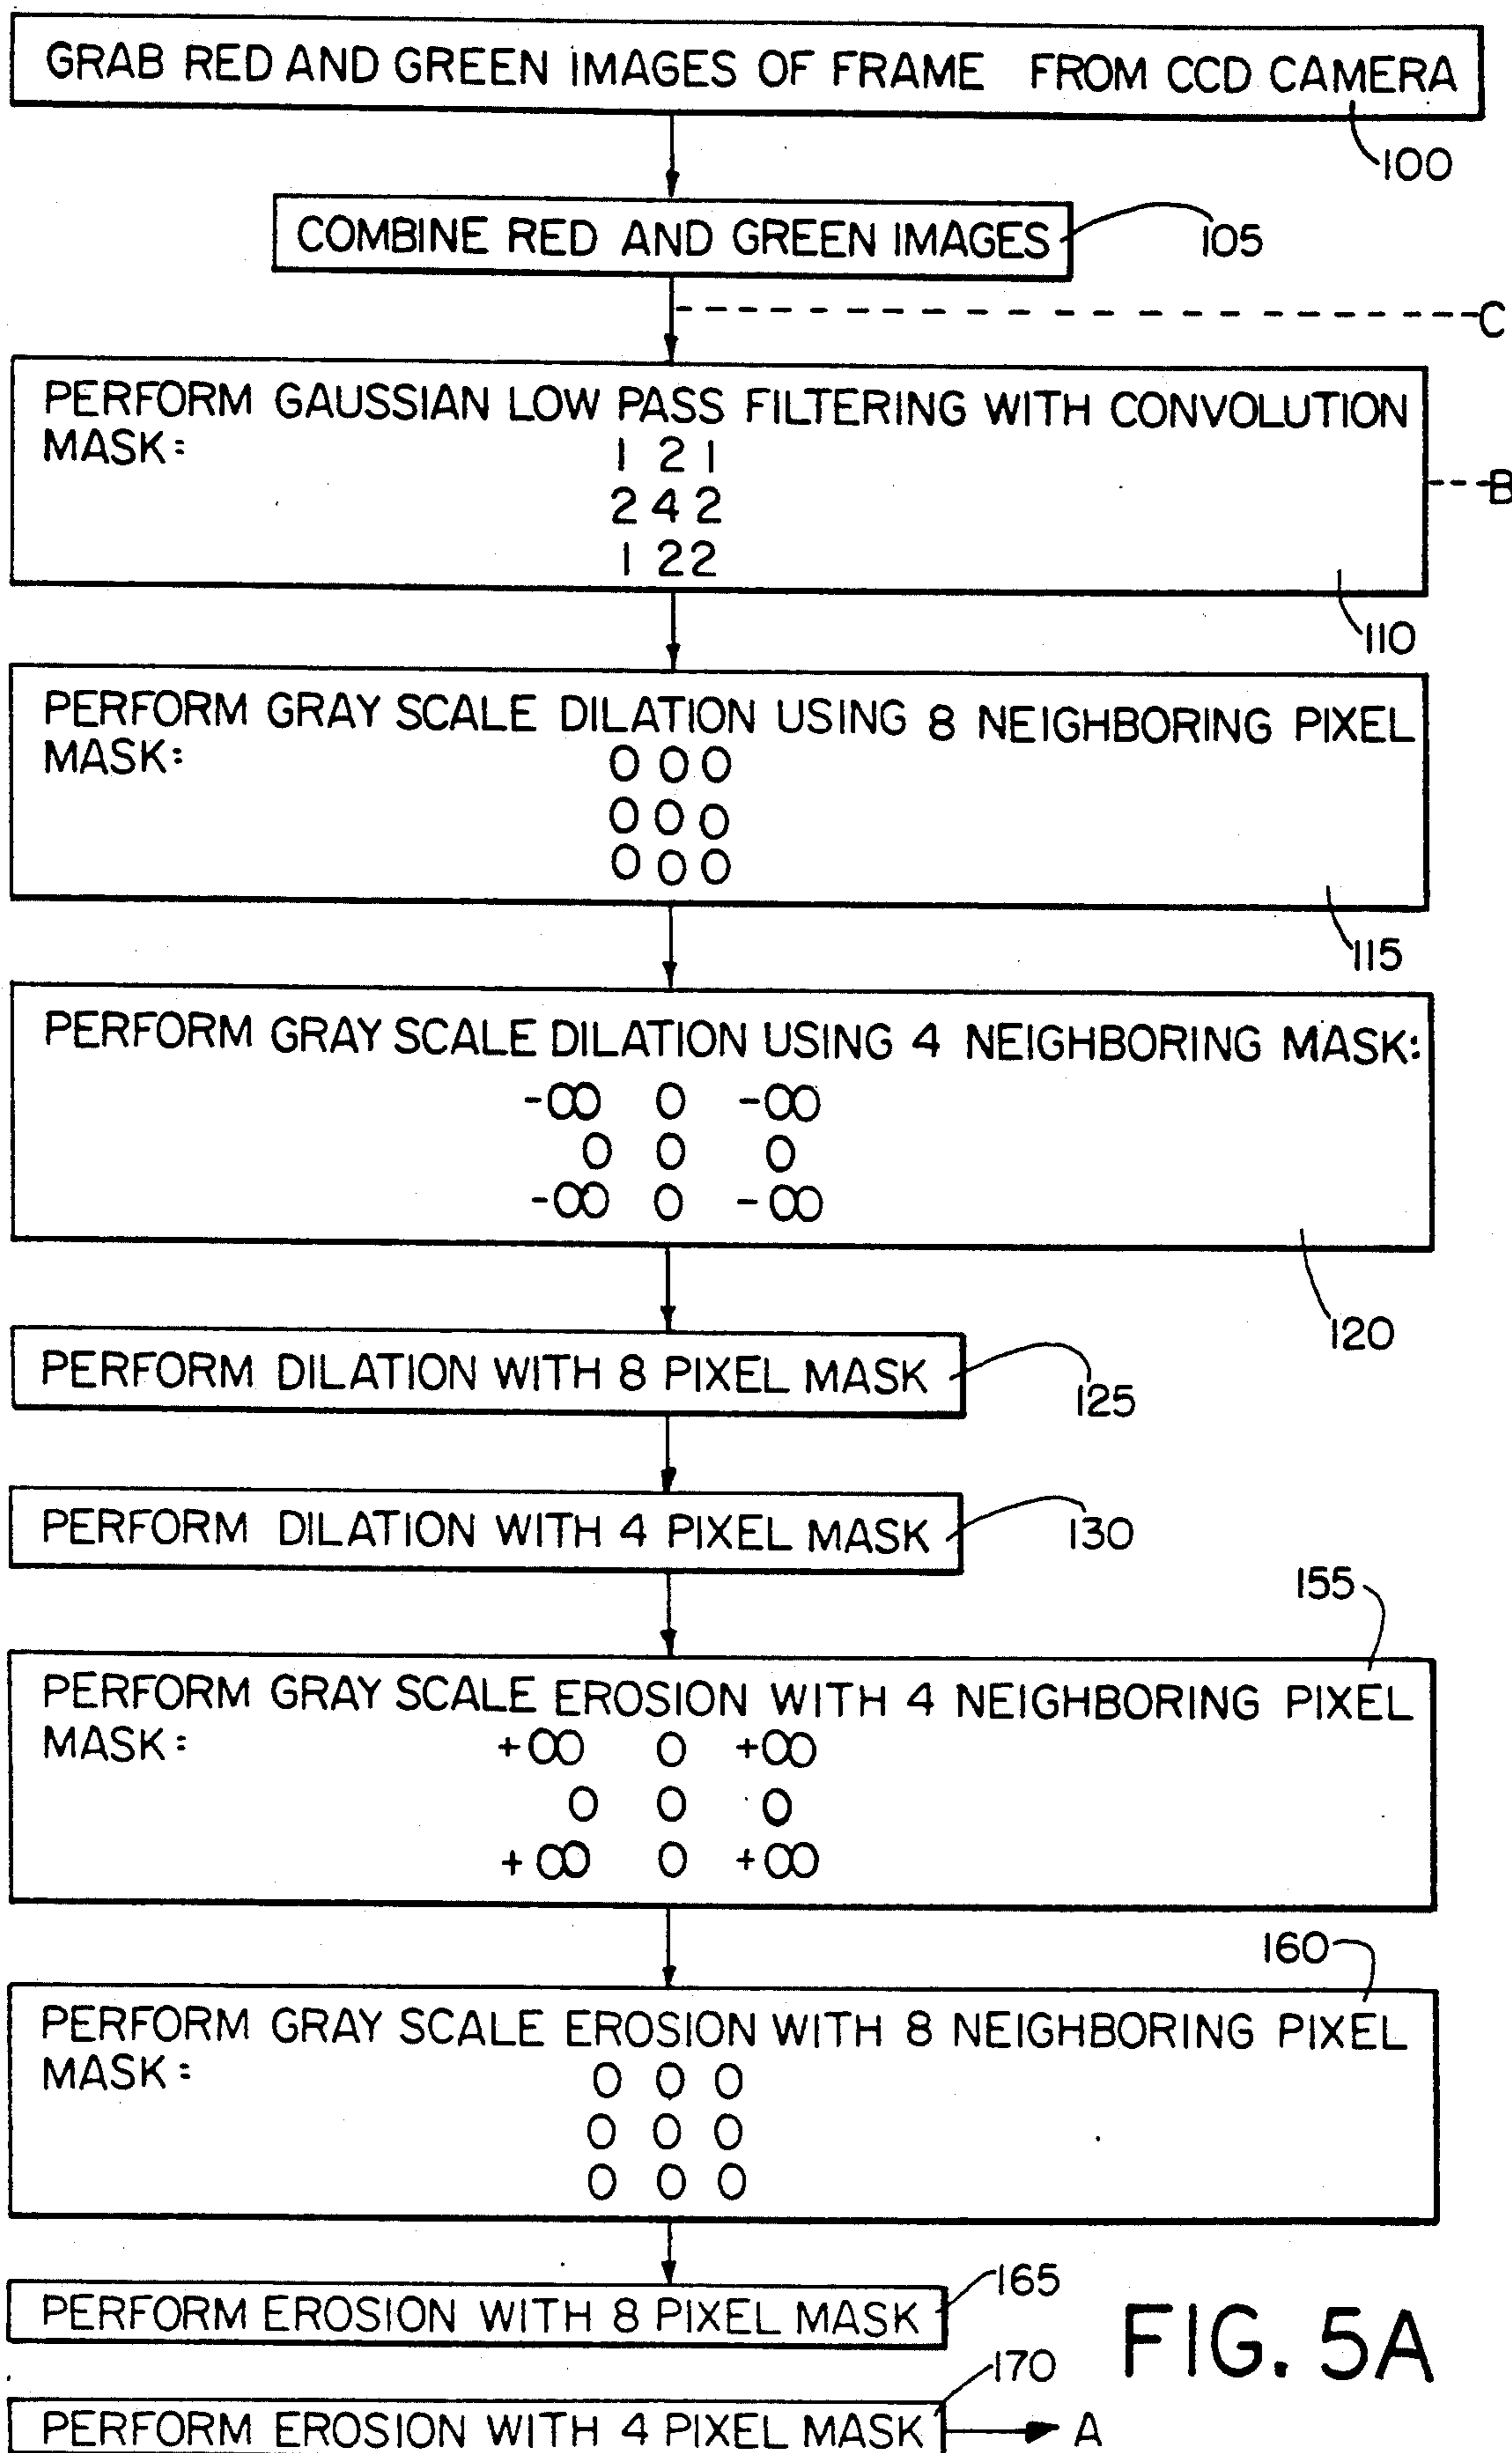 GRAB RED AND GREEN IMAGES OF FRAME FROM CCD CAMERA
100
COMBINE RED AND GREEN IMAGES
105
C
PERFORM GAUSSIAN LOW PASS FILTERING WITH CONVOLUTION
MASK:
1 2 1
2 4 2
1 2 2
B
110
PERFORM GRAY SCALE DILATION USING 8 NEIGHBORING PIXEL
MASK:
0 0 0
0 0 0
0 0 0
115
PERFORM GRAY SCALE DILATION USING 4 NEIGHBORING MASK:
-∞ 0 -∞
0 0 0
-∞ 0 -∞
120
PERFORM DILATION WITH 8 PIXEL MASK
125
PERFORM DILATION WITH 4 PIXEL MASK
130
155
PERFORM GRAY SCALE EROSION WITH 4 NEIGHBORING PIXEL
MASK:
+∞ 0 +∞
0 0 0
+∞ 0 +∞
160
PERFORM GRAY SCALE EROSION WITH 8 NEIGHBORING PIXEL
MASK:
0 0 0
0 0 0
0 0 0
PERFORM EROSION WITH 8 PIXEL MASK
165
FIG. 5A
170
PERFORM EROSION WITH 4 PIXEL MASK
A